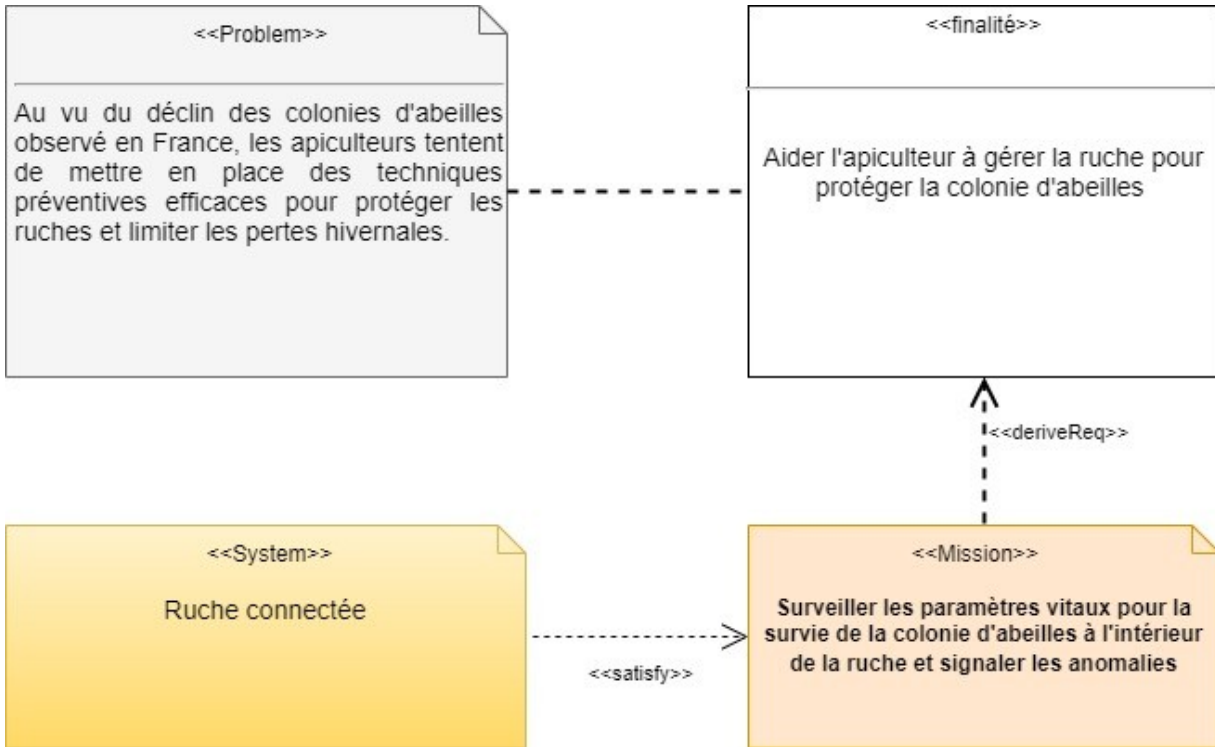 <<Problem>>
Au vu du déclin des colonies d'abeilles
observé en France, les apiculteurs tentent
de mettre en place des techniques
préventives efficaces pour protéger les
ruches et limiter les pertes hivernales.
<<finalité>>
Aider l'apiculteur à gérer la ruche pour
protéger la colonie d'abeilles
<<deriveReq>>
<<System>>
Ruche connectée
<<satisfy>>
<<Mission>>
Surveiller les paramètres vitaux pour la
survie de la colonie d'abeilles à l'intérieur
de la ruche et signaler les anomalies